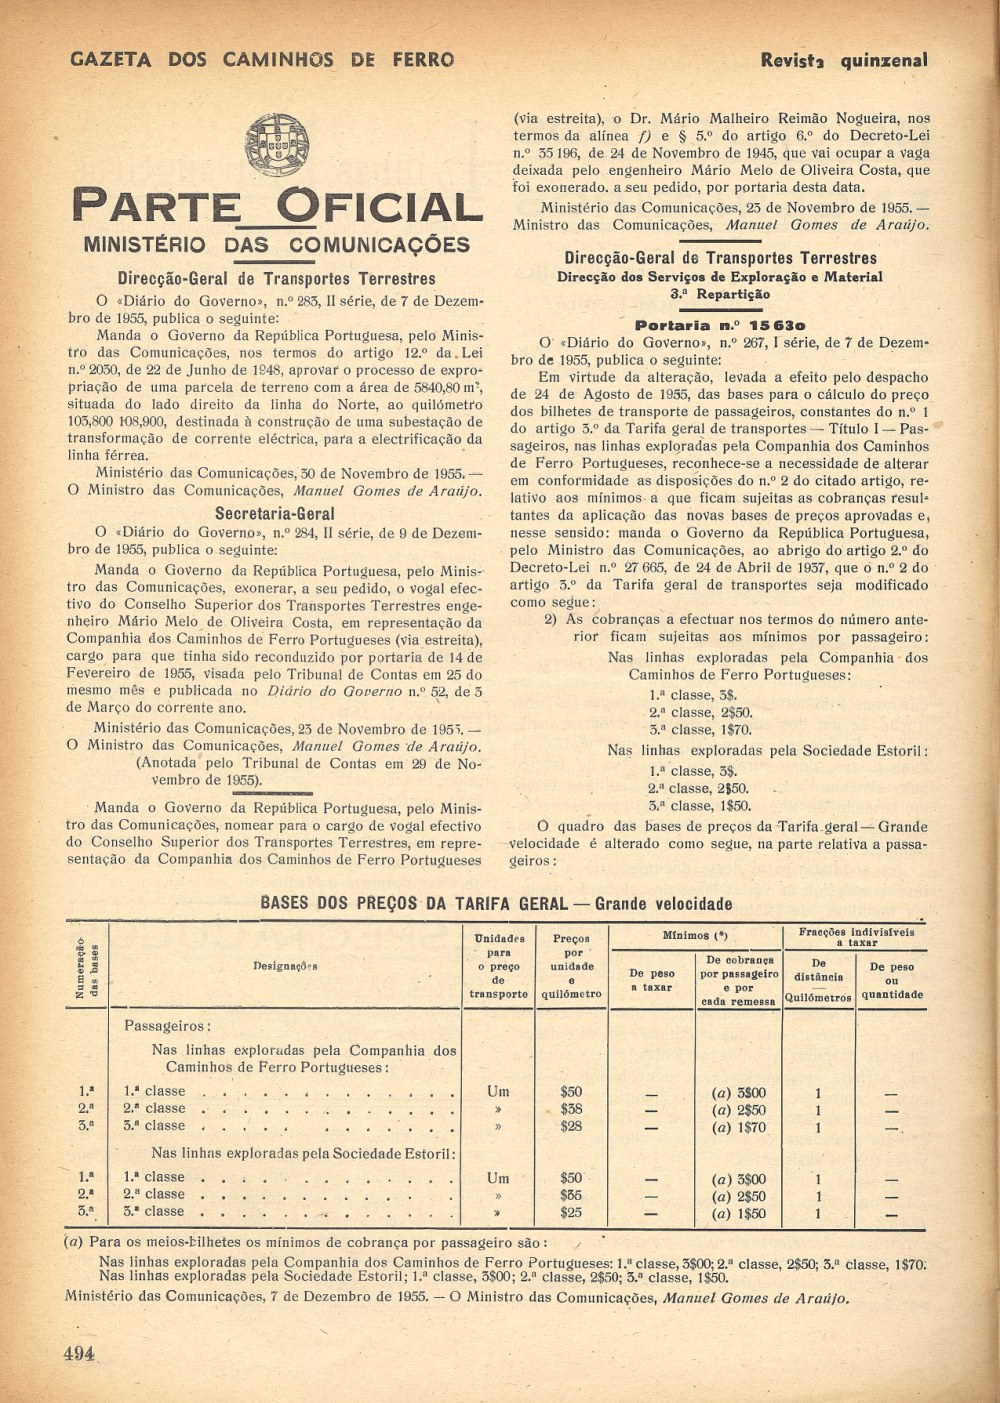 GAZETA DOS CAMINHOS DE FERRO
Revista quinzenal
PARTE OFICIAL
MINISTÉRIO DAS COMUNICAÇÕES
Direcção-Geral de Transportes Terrestres
O «Diário do Governo», n.º 283, II série, de 7 de Dezem-
bro de 1955, publica o seguinte:
Manda o Governo da República Portuguesa, pelo Minis-
tro das Comunicações, nos termos do artigo 12.º da Lei
n.º 2030, de 22 de Junho de 1948, aprovar o processo de expro-
priação de uma parcela de terreno com a área de 5840,80 m²,
situada do lado direito da linha do Norte, ao quilómetro
103,800 108,900, destinada à construção de uma subestação de
transformação de corrente eléctrica, para a electrificação da
linha férrea.
Ministério das Comunicações, 30 de Novembro de 1955. —
O Ministro das Comunicações, Manuel Gomes de Araújo.
Secretaria-Geral
O «Diário do Governo», n.º 284, II série, de 9 de Dezem-
bro de 1955, publica o seguinte:
Manda o Governo da República Portuguesa, pelo Minis-
tro das Comunicações, exonerar, a seu pedido, o vogal efec-
tivo do Conselho Superior dos Transportes Terrestres enge-
nheiro Mário Melo de Oliveira Costa, em representação da
Companhia dos Caminhos de Ferro Portugueses (via estreita),
cargo para que tinha sido reconduzido por portaria de 14 de
Fevereiro de 1955, visada pelo Tribunal de Contas em 25 do
mesmo mês e publicada no Diário do Governo n.º 52, de 3
de Março do corrente ano.
Ministério das Comunicações, 23 de Novembro de 1955. —
O Ministro das Comunicações, Manuel Gomes de Araújo.
(Anotada pelo Tribunal de Contas em 29 de No-
vembro de 1955).
Manda o Governo da República Portuguesa, pelo Minis-
tro das Comunicações, nomear para o cargo de vogal efectivo
do Conselho Superior dos Transportes Terrestres, em repre-
sentação da Companhia dos Caminhos de Ferro Portugueses
(via estreita), o Dr. Mário Malheiro Reimão Nogueira, nos
termos da alínea f) e § 5.º do artigo 6.º do Decreto-Lei
n.º 35 196, de 24 de Novembro de 1945, que vai ocupar a vaga
deixada pelo engenheiro Mário Melo de Oliveira Costa, que
foi exonerado. a seu pedido, por portaria desta data.
Ministério das Comunicações, 23 de Novembro de 1955. —
Ministro das Comunicações, Manuel Gomes de Araújo.
Direcção-Geral de Transportes Terrestres
Direcção dos Serviços de Exploração e Material
3.ª Repartição
Portaria n.º 15 630
O «Diário do Governo», n.º 267, I série, de 7 de Dezem-
bro de 1955, publica o seguinte:
Em virtude da alteração, levada a efeito pelo despacho
de 24 de Agosto de 1955, das bases para o cálculo do preço
dos bilhetes de transporte de passageiros, constantes do n.º 1
do artigo 3.º da Tarifa geral de transportes — Título I — Pas-
sageiros, nas linhas exploradas pela Companhia dos Caminhos
de Ferro Portugueses, reconhece-se a necessidade de alterar
em conformidade as disposições do n.º 2 do citado artigo, re-
lativo aos mínimos a que ficam sujeitas as cobranças resul-
tantes da aplicação das novas bases de preços aprovadas e,
nesse sentido: manda o Governo da República Portuguesa,
pelo Ministro das Comunicações, ao abrigo do artigo 2.º do
Decreto-Lei n.º 27 665, de 24 de Abril de 1937, que o n.º 2 do
artigo 3.º da Tarifa geral de transportes seja modificado
como segue:
2) As cobranças a efectuar nos termos do número ante-
rior ficam sujeitas aos mínimos por passageiro:
Nas linhas exploradas pela Companhia dos
Caminhos de Ferro Portugueses:
1.ª classe, 3$.
2.ª classe, 2$50.
3.ª classe, 1$70.
Nas linhas exploradas pela Sociedade Estoril:
1.ª classe, 3$.
2.ª classe, 2$50.
3.ª classe, 1$50.
O quadro das bases de preços da Tarifa geral — Grande
velocidade é alterado como segue, na parte relativa a passa-
geiros:
BASES DOS PREÇOS DA TARIFA GERAL — Grande velocidade
Numeração das bases
Designações
Unidades para o preço de transporte
Preços por unidade e quilómetro
Mínimos (*)
De peso a taxar
De cobrança por passageiro e por cada remessa
Fracções indivisíveis a taxar
De distância — Quilómetros
De peso ou quantidade
Passageiros:
Nas linhas exploradas pela Companhia dos
Caminhos de Ferro Portugueses:
1.ª 1.ª classe . . . . . . . . . . . . Um $50 — (a) 3$00 1 —
2.ª 2.ª classe . . . . . . . . . . . . » $38 — (a) 2$50 1 —
3.ª 3.ª classe . . . . . . . . . . . . » $28 — (a) 1$70 1 —
Nas linhas exploradas pela Sociedade Estoril:
1.ª 1.ª classe . . . . . . . . . . . . Um $50 — (a) 3$00 1 —
2.ª 2.ª classe . . . . . . . . . . . . » $35 — (a) 2$50 1 —
3.ª 3.ª classe . . . . . . . . . . . . » $25 — (a) 1$50 1 —
(a) Para os meios-bilhetes os mínimos de cobrança por passageiro são:
Nas linhas exploradas pela Companhia dos Caminhos de Ferro Portugueses: 1.ª classe, 3$00; 2.ª classe, 2$50; 3.ª classe, 1$70.
Nas linhas exploradas pela Sociedade Estoril; 1.ª classe, 3$00; 2.ª classe, 2$50; 3.ª classe, 1$50.
Ministério das Comunicações, 7 de Dezembro de 1955. — O Ministro das Comunicações, Manuel Gomes de Araújo.
494